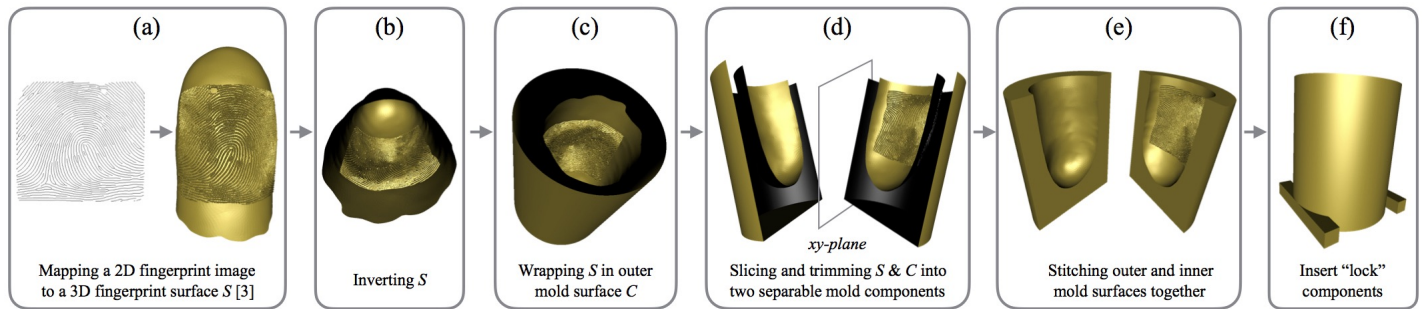 (a)
Mapping a 2D fingerprint image
to a 3D fingerprint surface S [3]
(b)
Inverting S
(c)
Wrapping S in outer
mold surface C
(d)
xy-plane
Slicing and trimming S & C into
two separable mold components
(e)
Stitching outer and inner
mold surfaces together
(f)
Insert “lock”
components